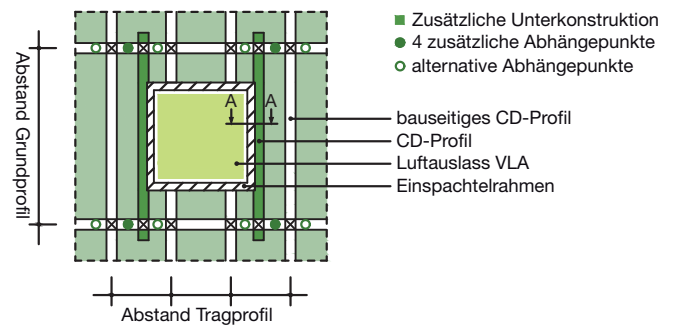 Zusätzliche Unterkonstruktion
4 zusätzliche Abhängepunkte
alternative Abhängepunkte
Abstand Grundprofil
A A
bauseitiges CD-Profil
CD-Profil
Luftauslass VLA
Einspachtelrahmen
Abstand Tragprofil